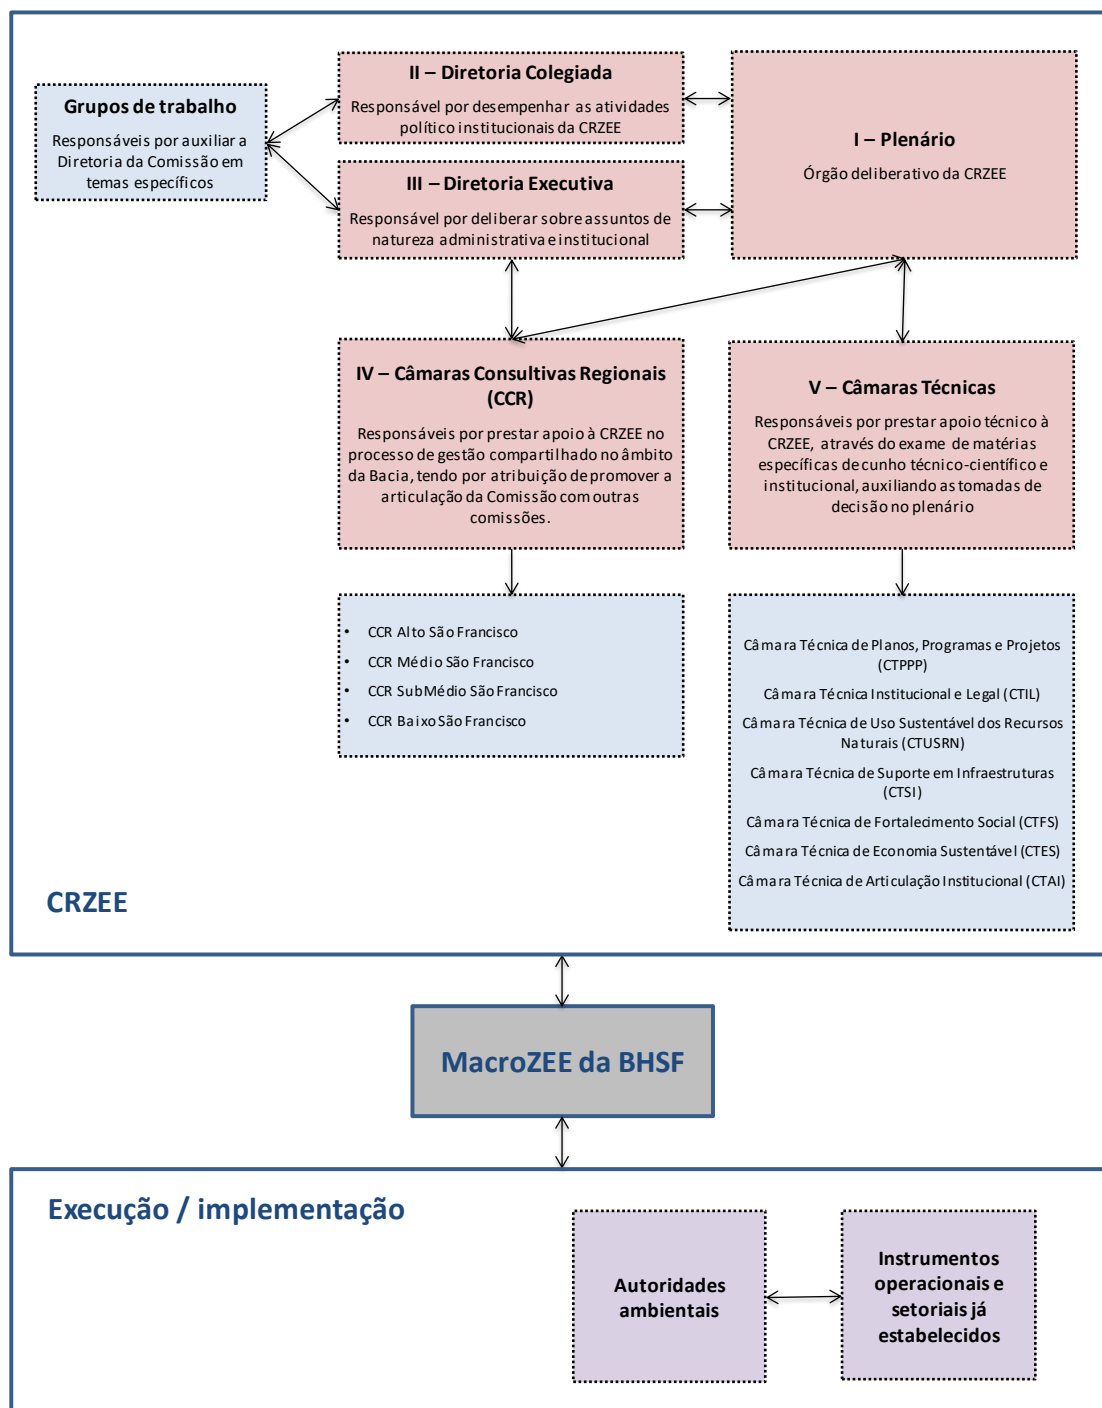 Grupos de trabalho
Responsáveis por auxiliar a
Diretoria da Comissão em
temas específicos
II – Diretoria Colegiada
Responsável por desempenhar as atividades
político institucionais da CRZEE
III – Diretoria Executiva
Responsável por deliberar sobre assuntos de
natureza administrativa e institucional
I – Plenário
Órgão deliberativo da CRZEE
IV – Câmaras Consultivas Regionais
(CCR)
Responsáveis por prestar apoio à CRZEE no
processo de gestão compartilhado no âmbito
da Bacia, tendo por atribuição de promover a
articulação da Comissão com outras
comissões.
V – Câmaras Técnicas
Responsáveis por prestar apoio técnico à
CRZEE, através do exame de matérias
específicas de cunho técnico-científico e
institucional, auxiliando as tomadas de
decisão no plenário
• CCR Alto São Francisco
• CCR Médio São Francisco
• CCR SubMédio São Francisco
• CCR Baixo São Francisco
Câmara Técnica de Planos, Programas e Projetos
(CTPPP)
Câmara Técnica Institucional e Legal (CTIL)
Câmara Técnica de Uso Sustentável dos Recursos
Naturais (CTUSRN)
Câmara Técnica de Suporte em Infraestruturas
(CTSI)
Câmara Técnica de Fortalecimento Social (CTFS)
Câmara Técnica de Economia Sustentável (CTES)
Câmara Técnica de Articulação Institucional (CTAI)
CRZEE
MacroZEE da BHSF
Execução / implementação
Autoridades
ambientais
Instrumentos
operacionais e
setoriais já
estabelecidos